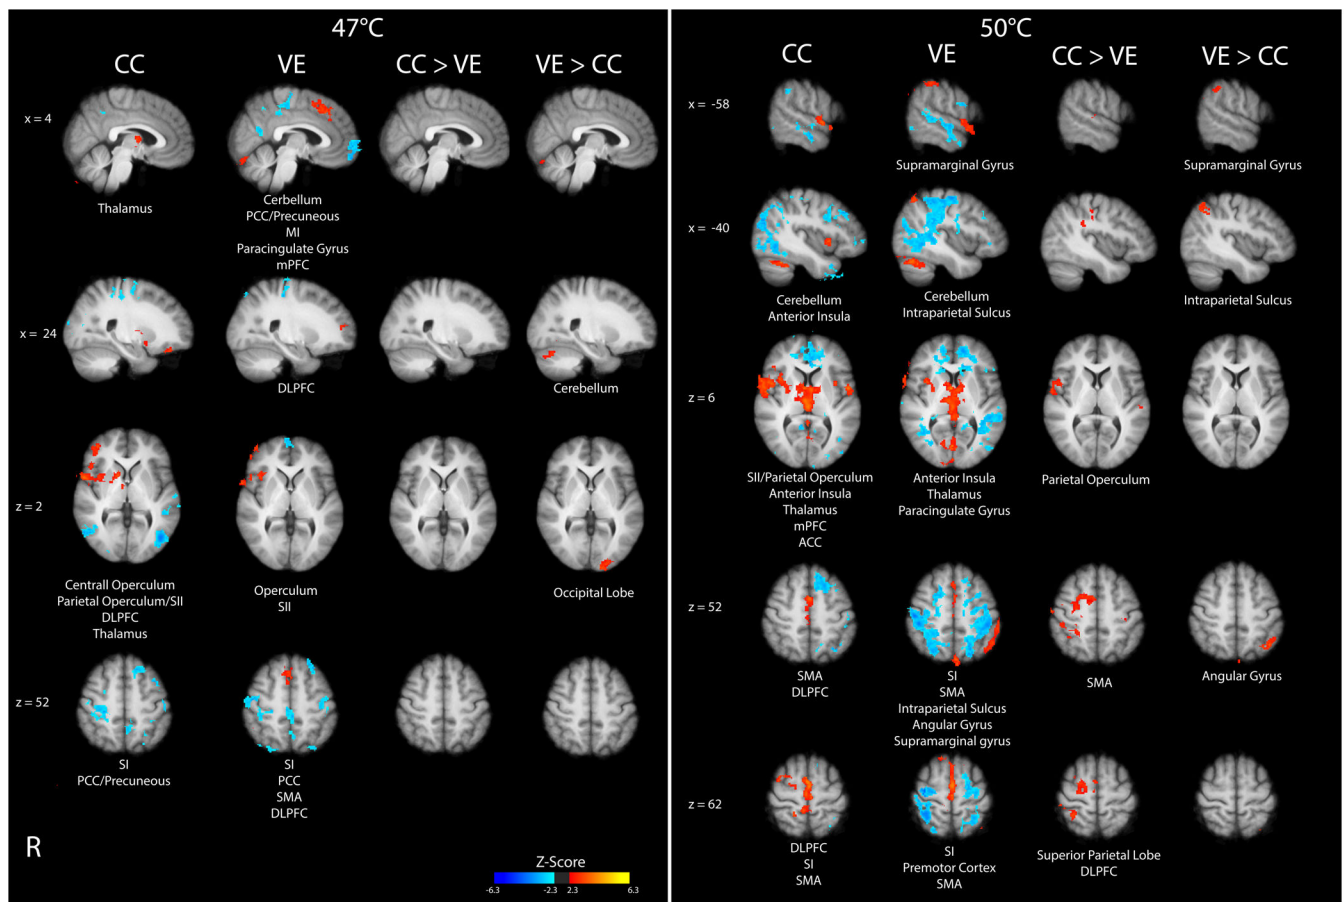 47°C
CC VE CC > VE VE > CC
x = 4
Thalamus
Cerbellum
PCC/Precuneous
MI
Paracingulate Gyrus
mPFC
x = 24
DLPFC
Cerebellum
z = 2
Centrall Operculum
Parietal Operculum/SII
DLPFC
Thalamus
Operculum
SII
Occipital Lobe
z = 52
SI
PCC/Precuneous
SI
PCC
SMA
DLPFC
R
Z-Score
-6.3 -2.3 2.3 6.3
50°C
CC VE CC > VE VE > CC
x = -58
Supramarginal Gyrus
Supramarginal Gyrus
x = -40
Cerebellum
Anterior Insula
Cerebellum
Intraparietal Sulcus
Intraparietal Sulcus
z = 6
SII/Parietal Operculum
Anterior Insula
Thalamus
mPFC
ACC
Anterior Insula
Thalamus
Paracingulate Gyrus
Parietal Operculum
z = 52
SMA
DLPFC
SI
SMA
Intraparietal Sulcus
Angular Gyrus
Supramarginal gyrus
SMA
Angular Gyrus
z = 62
DLPFC
SI
SMA
SI
Premotor Cortex
SMA
Superior Parietal Lobe
DLPFC